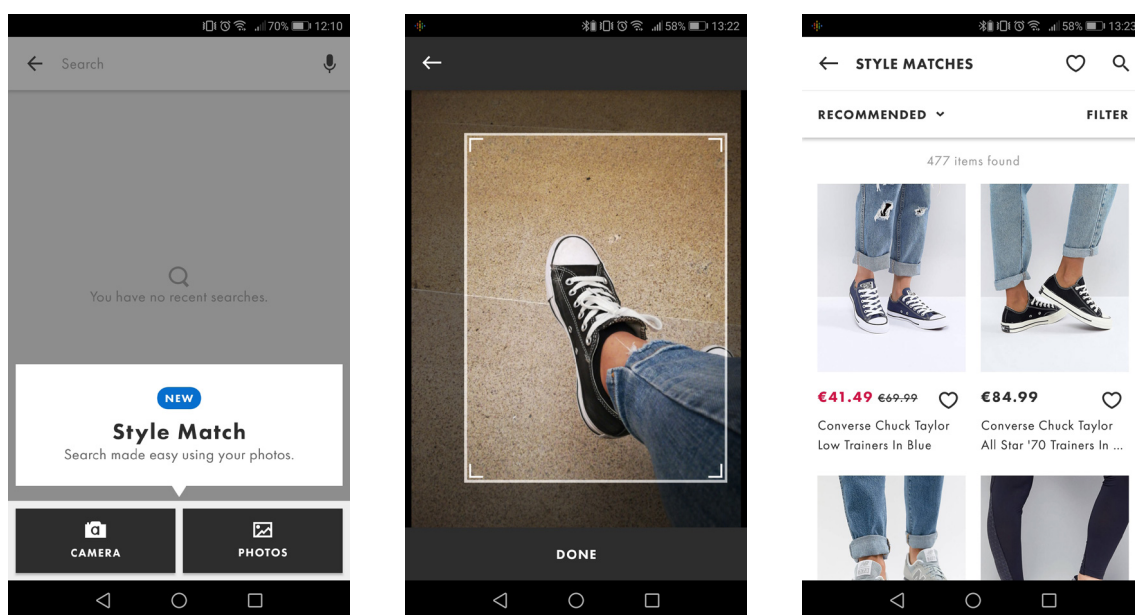 70% 12:10
Search
You have no recent searches.
NEW
Style Match
Search made easy using your photos.
CAMERA
PHOTOS
58% 13:22
DONE
58% 13:23
STYLE MATCHES
RECOMMENDED
FILTER
477 items found
€41.49 €69.99
Converse Chuck Taylor
Low Trainers In Blue
€84.99
Converse Chuck Taylor
All Star '70 Trainers In ...